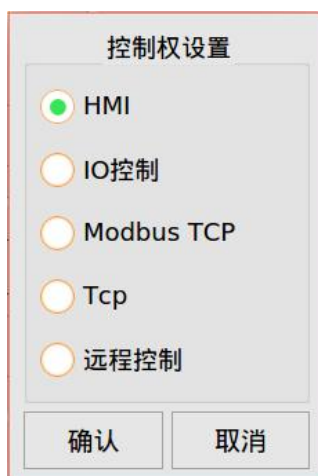 控制权设置
HMI
IO控制
Modbus TCP
Tcp
远程控制
确认 取消